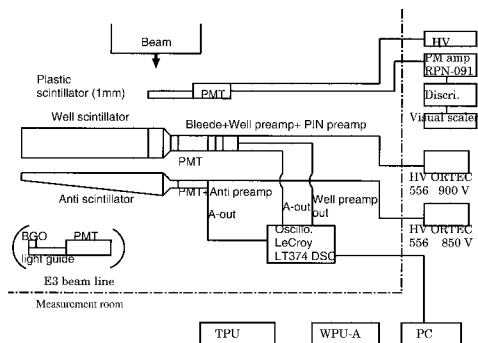 Beam
HV
PM amp
RPN-091
Plastic
scintillator (1mm)
PMT
Discri.
Visual scaler
Well scintillator
Bleede+Well preamp+ PIN preamp
PMT
HV ORTEC
556 900 V
Anti scintillator
PMT+Anti preamp
A-out
A-out
Well preamp
out
HV ORTEC
556 850 V
Oscillo.
LeCroy
LT374 DSO
BGO
PMT
light guide
E3 beam line
Measurement room
TPU
WPU-A
PC